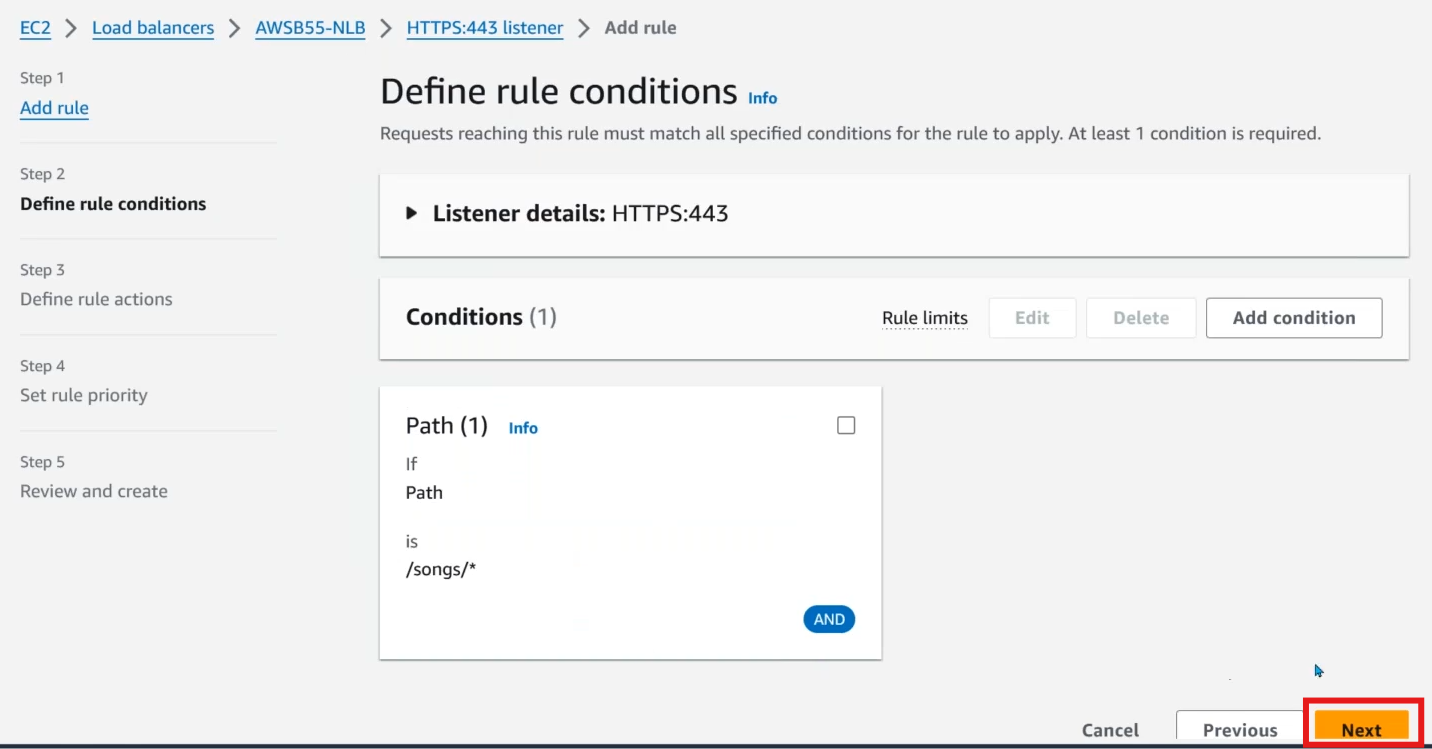 EC2 > Load balancers > AWSB55-NLB > HTTPS:443 listener > Add rule
Step 1
Add rule
Step 2
Define rule conditions
Step 3
Define rule actions
Step 4
Set rule priority
Step 5
Review and create
Define rule conditions Info
Requests reaching this rule must match all specified conditions for the rule to apply. At least 1 condition is required.
Listener details: HTTPS:443
Conditions (1) Rule limits Edit Delete Add condition
Path (1) Info
If
Path
is
/songs/*
AND
Cancel Previous Next